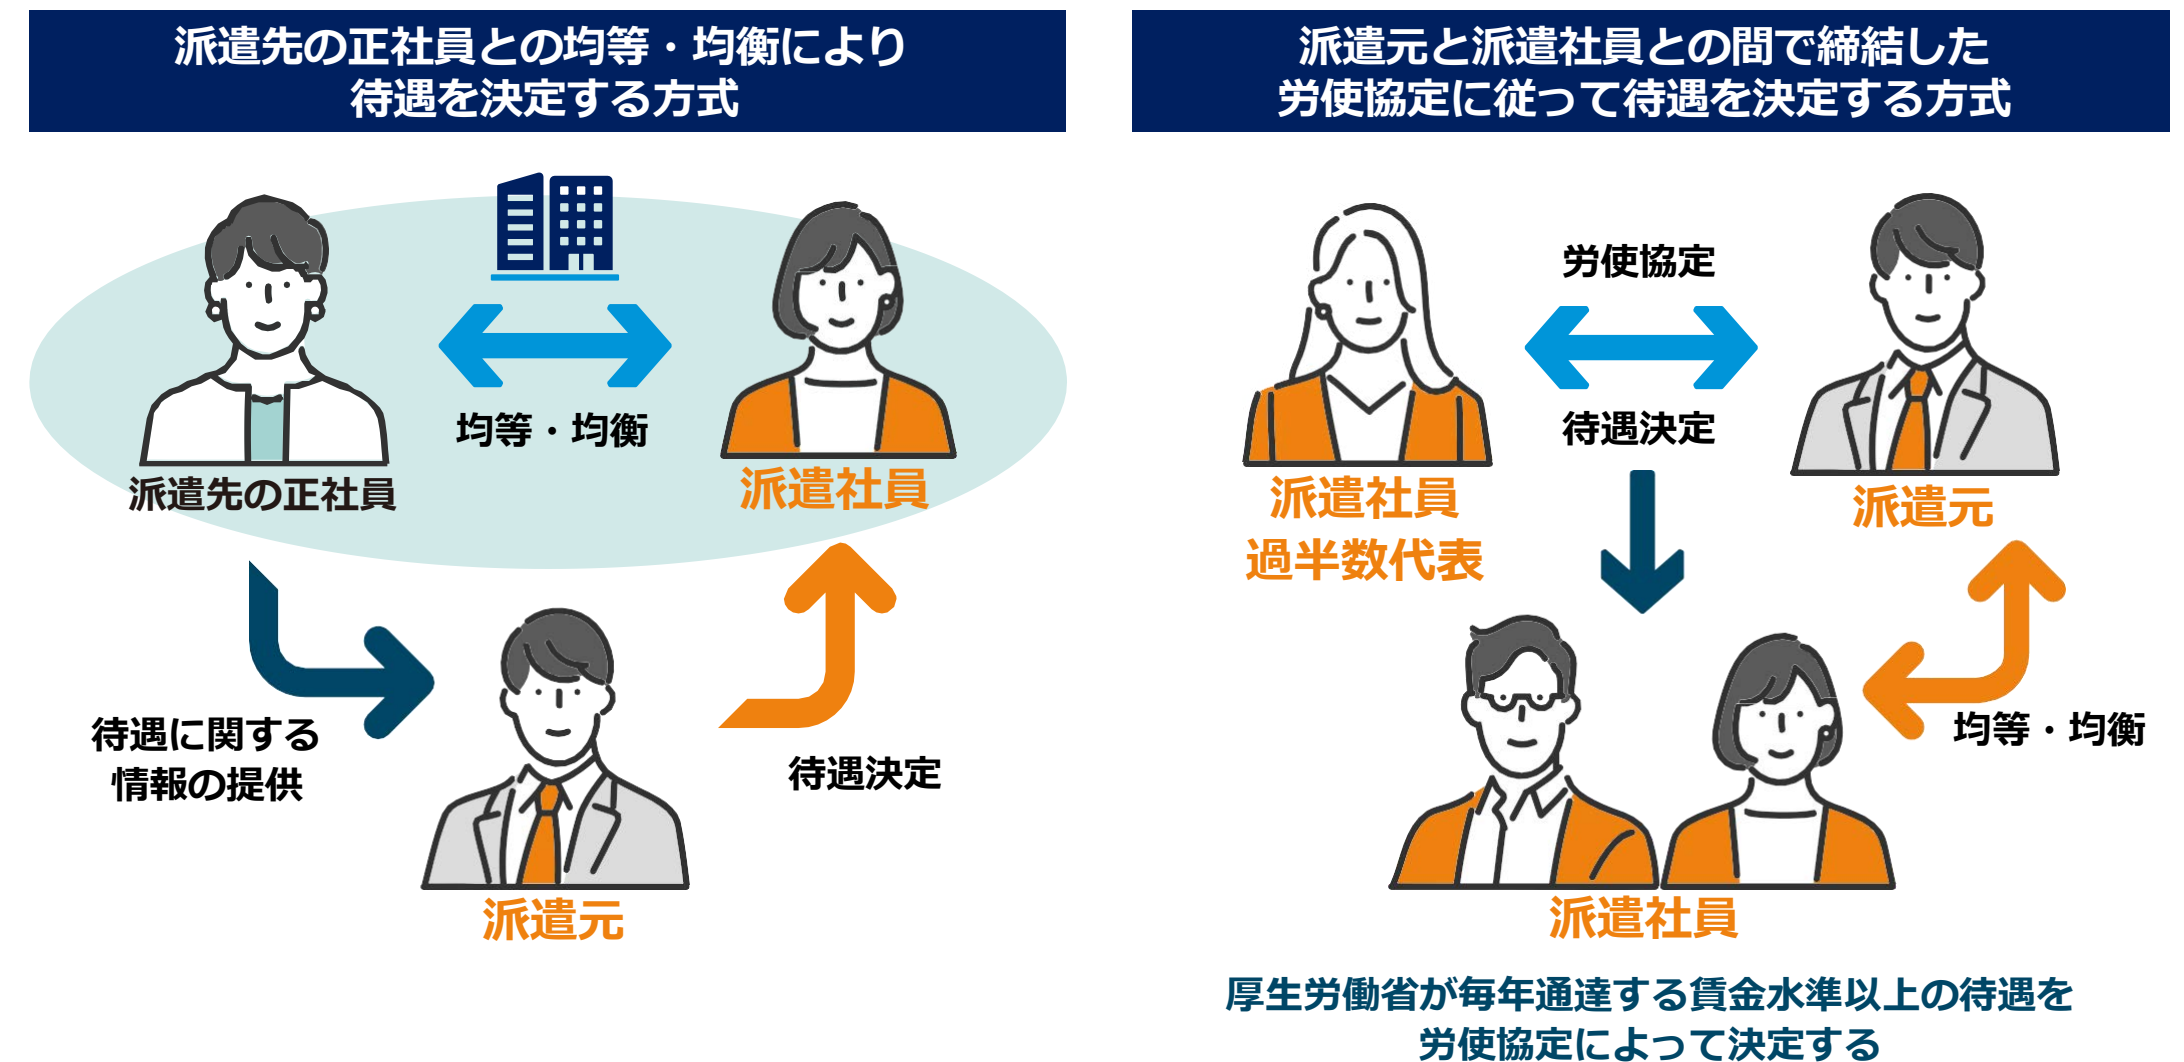 派遣先の正社員との均等・均衡により
待遇を決定する方式
均等・均衡
派遣先の正社員
派遣社員
待遇に関する
情報の提供
待遇決定
派遣元
派遣元と派遣社員との間で締結した
労使協定に従って待遇を決定する方式
労使協定
待遇決定
派遣社員
過半数代表
派遣元
均等・均衡
派遣社員
厚生労働省が毎年通達する賃金水準以上の待遇を
労使協定によって決定する